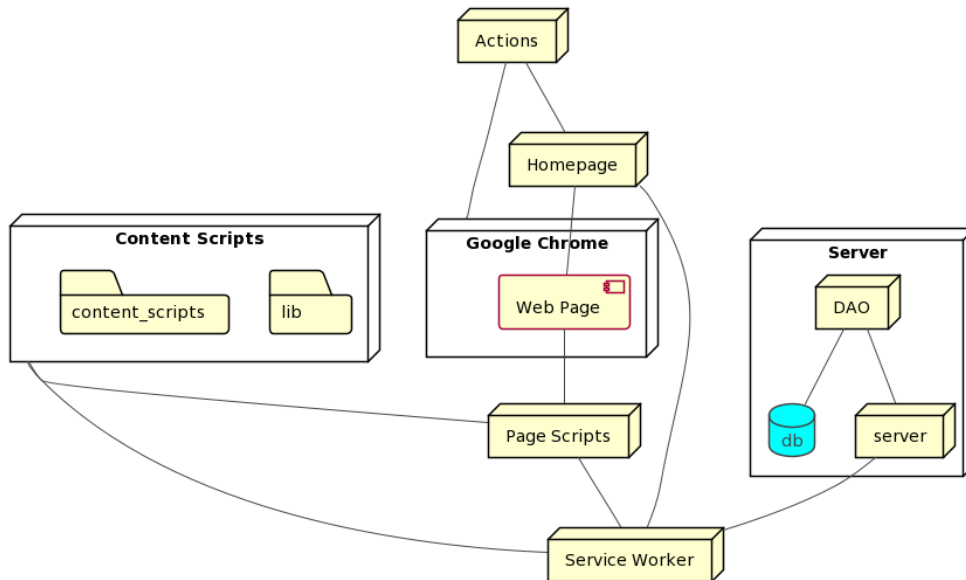 Actions
Homepage
Content Scripts
Google Chrome
Server
content_scripts
lib
Web Page
DAO
Page Scripts
db
server
Service Worker